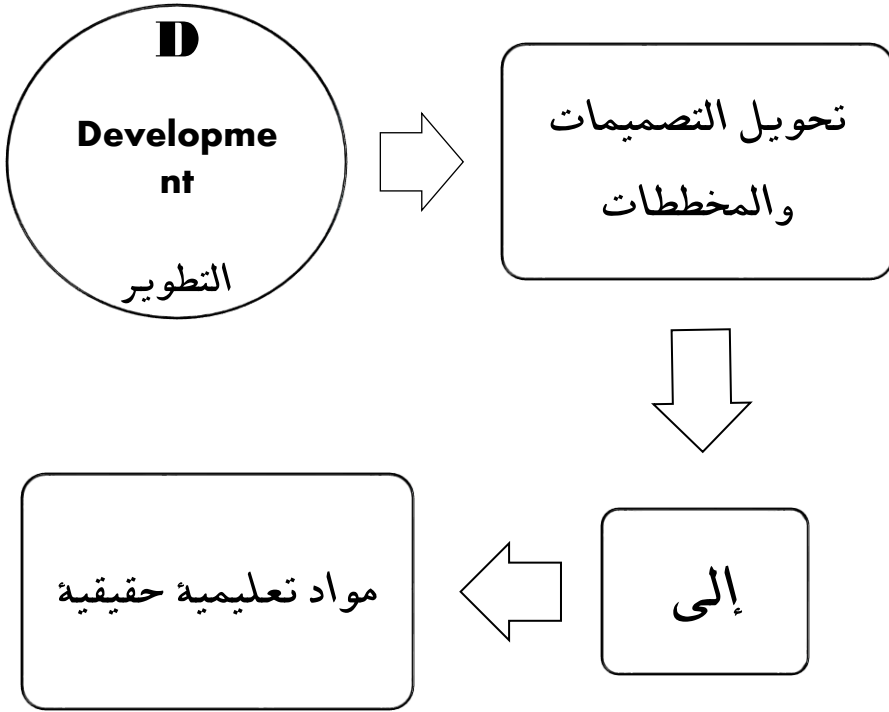 D
Developme
nt
التطوير
تحويل التصميمات
والمخططات
إلى
مواد تعليمية حقيقية